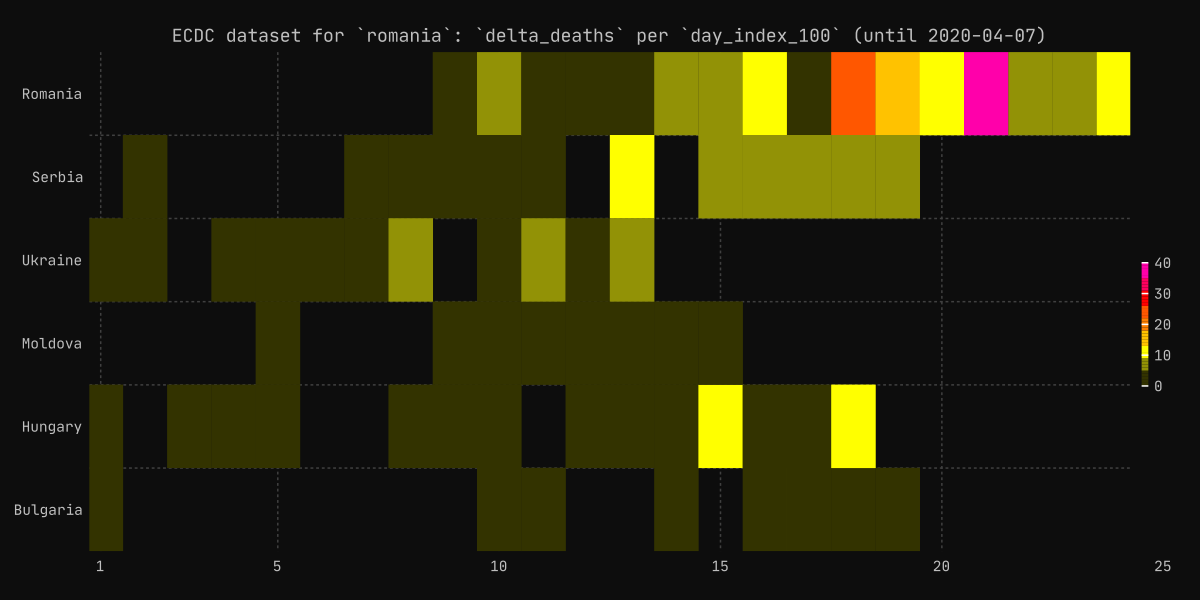 ECDC dataset for `romania`: `delta_deaths` per `day_index_100` (until 2020-04-07)
Romania
Serbia
Ukraine
Moldova
Hungary
Bulgaria
40
30
20
10
0
1 5 10 15 20 25